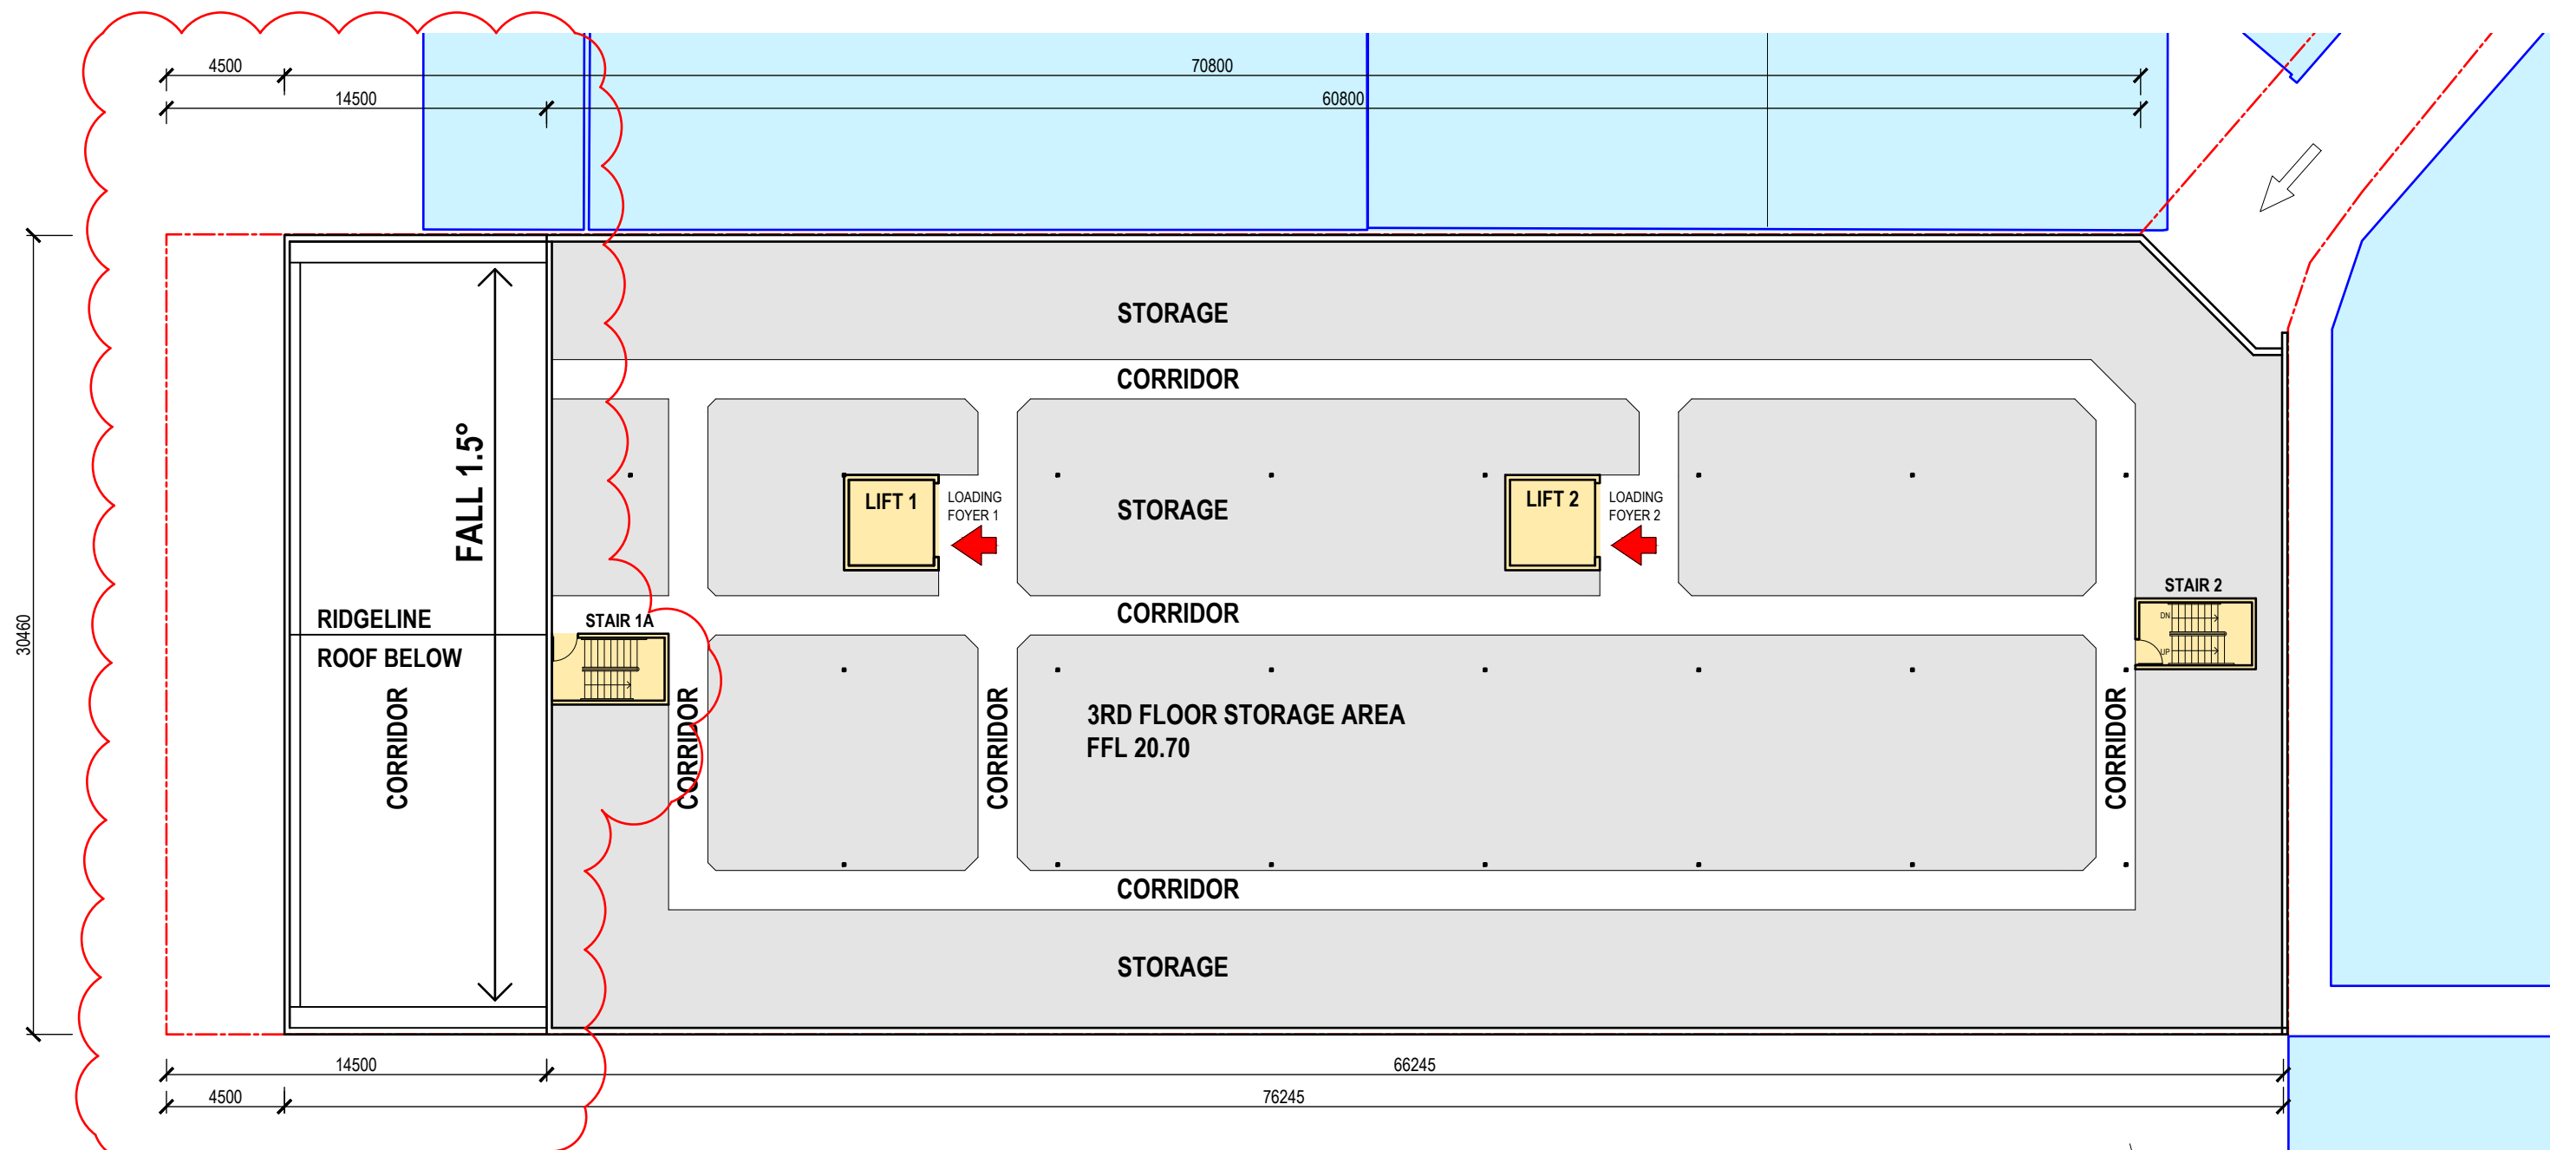 4500
70800
14500
60800
STORAGE
CORRIDOR
FALL 1.5°
LIFT 1
LOADING
FOYER 1
STORAGE
LIFT 2
LOADING
FOYER 2
STAIR 2
DN
UP
30460
RIDGELINE
ROOF BELOW
STAIR 1A
CORRIDOR
CORRIDOR
CORRIDOR
CORRIDOR
3RD FLOOR STORAGE AREA
FFL 20.70
CORRIDOR
CORRIDOR
STORAGE
14500
66245
4500
76245